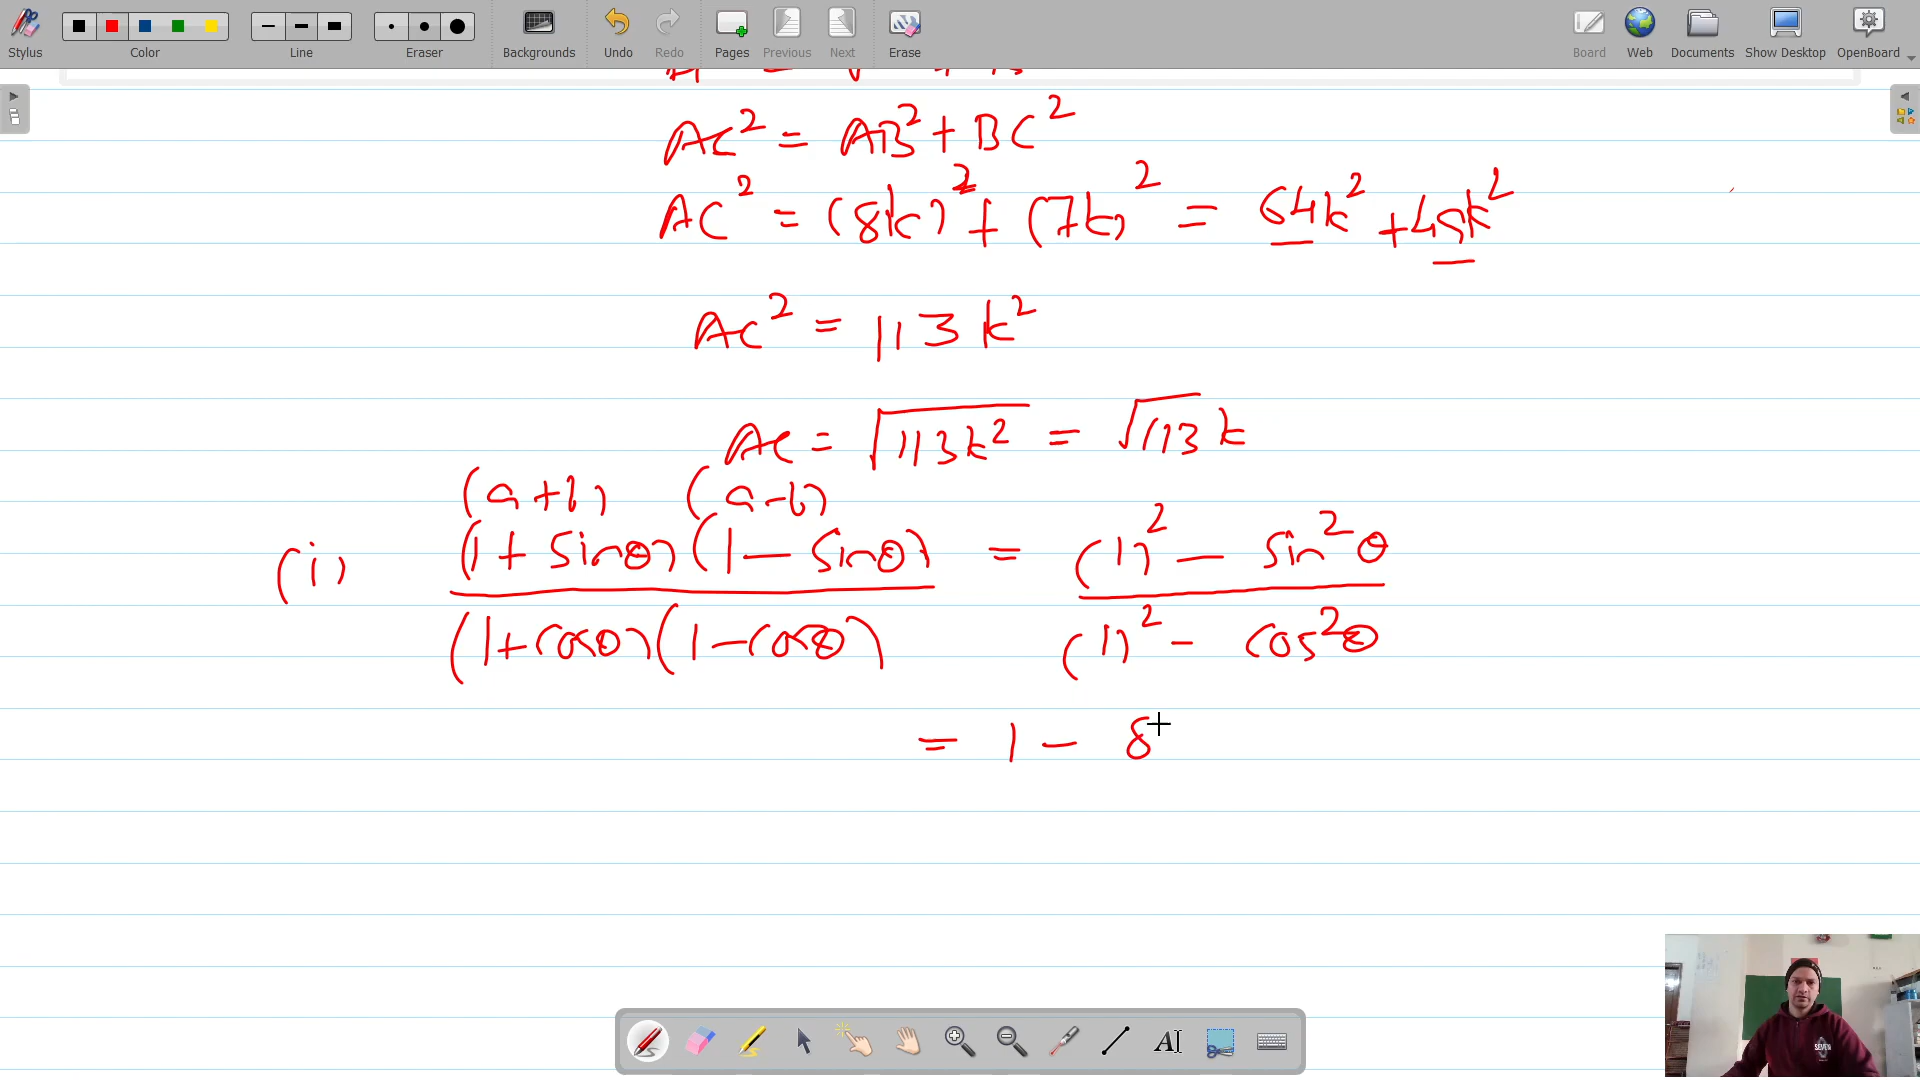 Stylus Color Line Eraser Backgrounds Undo Redo Pages Previous Next Erase Board Web Documents Show Desktop OpenBoard
AC² = AB² + BC²
AC² = (8k)² + (7k)² = 64k² + 49k²
AC² = 113k²
AC = √113k² = √113 k
(a+b) (a-b)
(i) (1 + sinθ)(1 - sinθ) = (1)² - sin²θ
(1+cosθ)(1-cosθ) (1)² - cos²θ
= 1 - 8